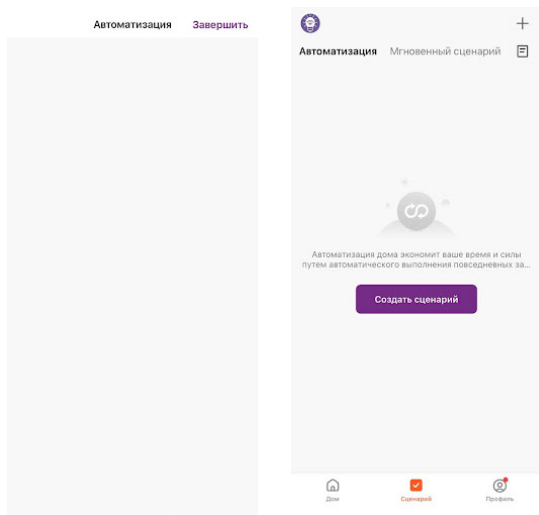 Автоматизация Завершить
Автоматизация Мгновенный сценарий
Автоматизация дома экономит ваше время и силы
путем автоматического выполнения повседневных за...
Создать сценарий
Дом Сценарий Профиль